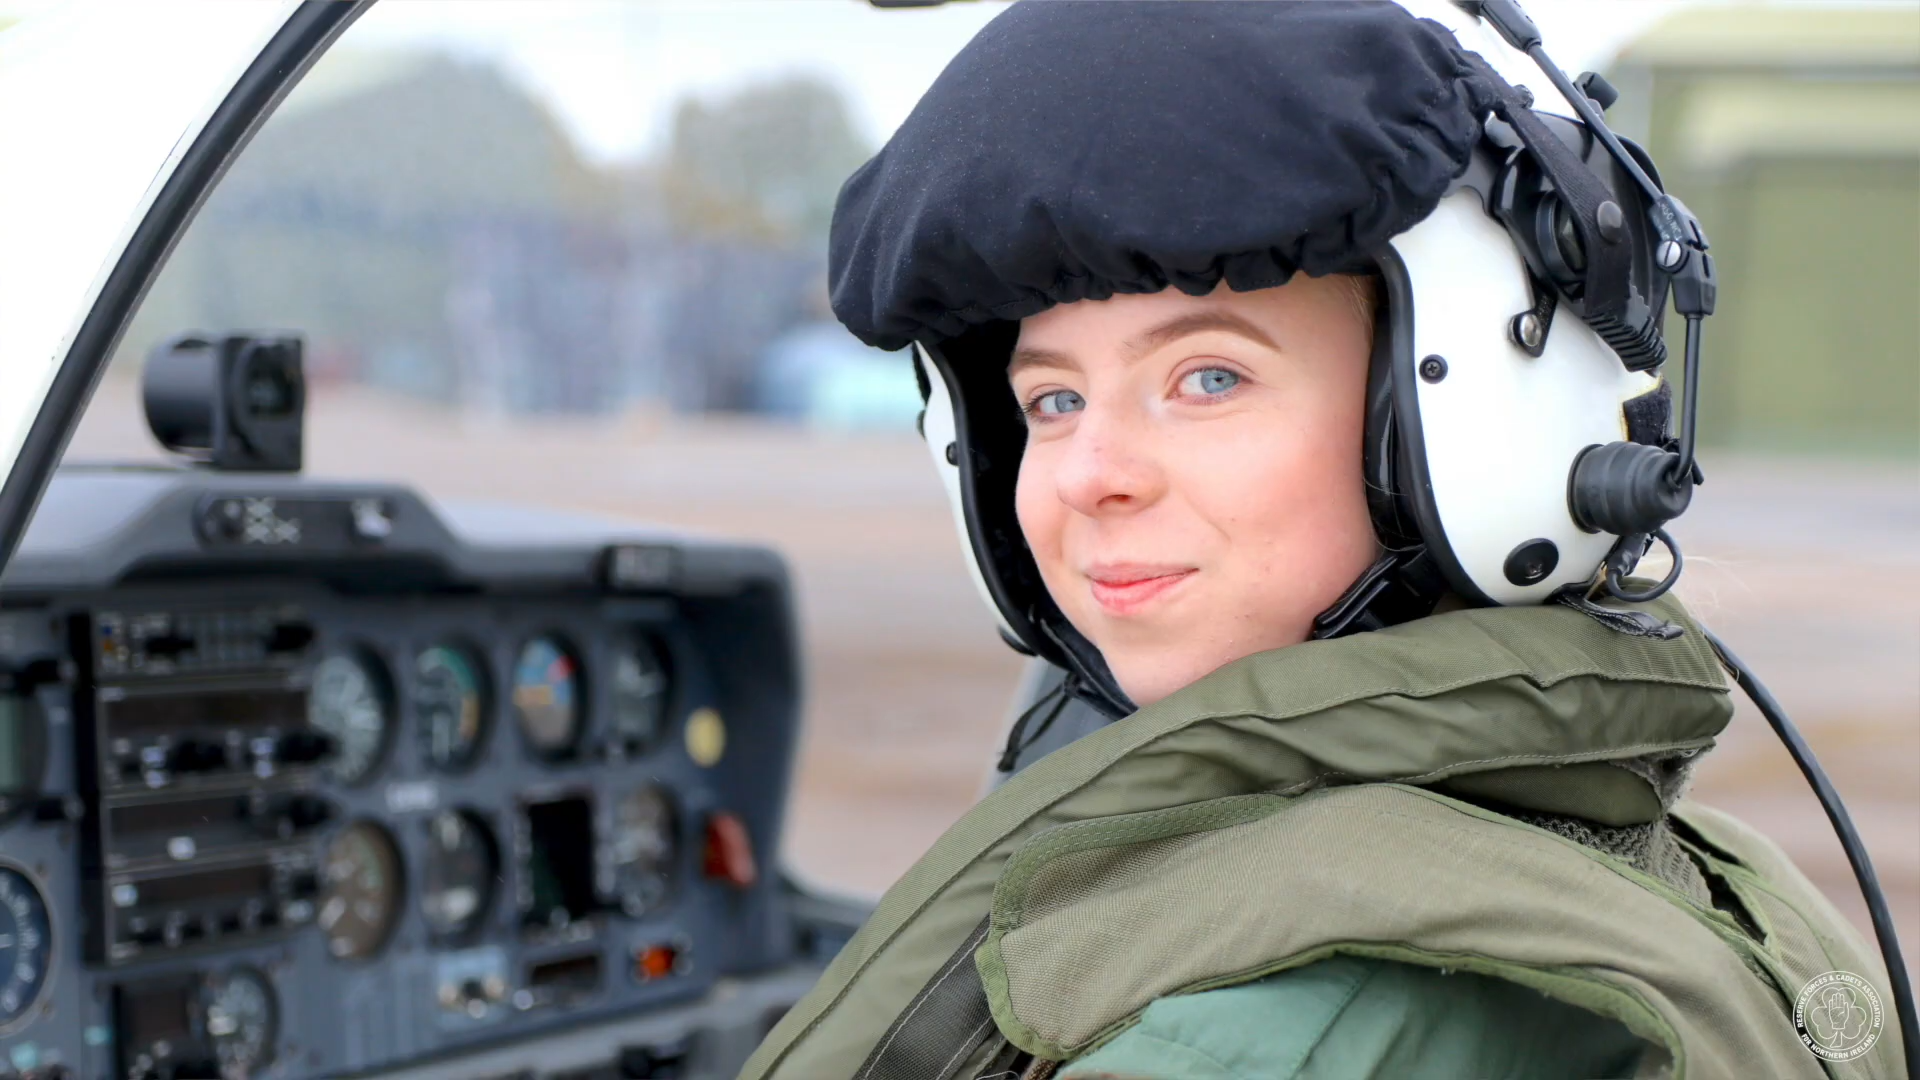 RESERVE FORCES & CADETS ASSOCIATION
FOR NORTHERN IRELAND